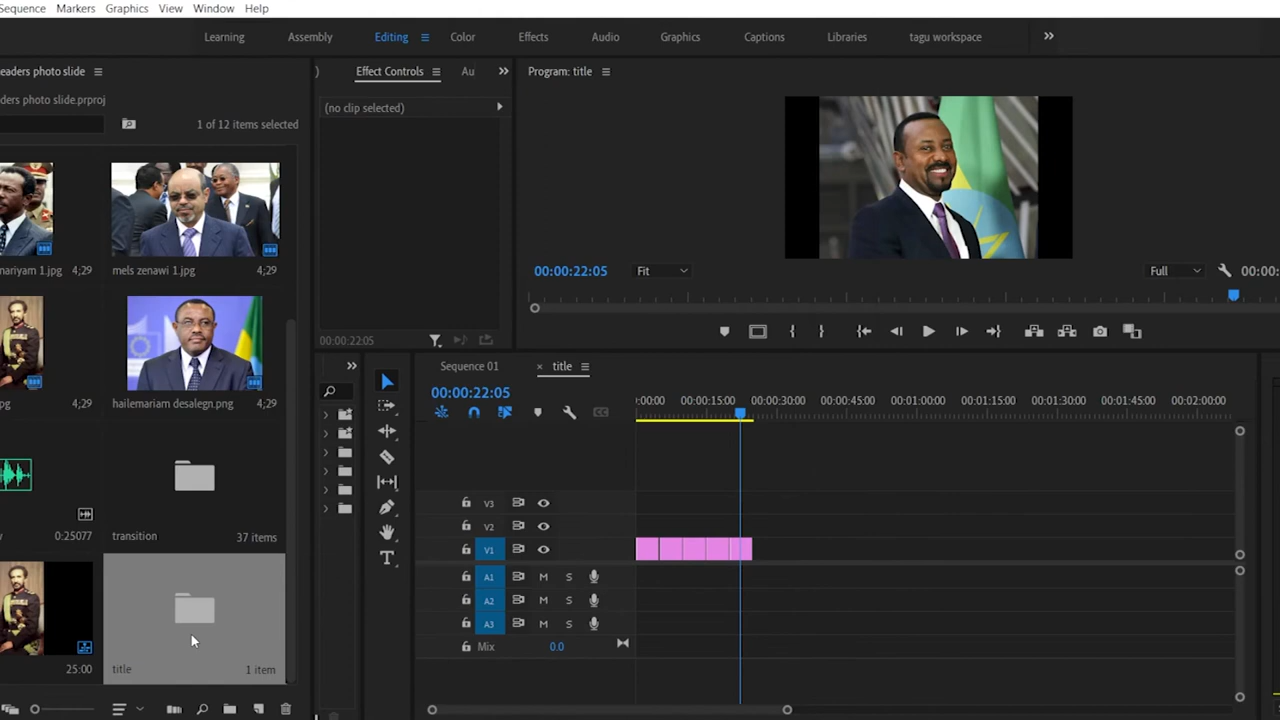 Sequence Markers Graphics View Window Help
Learning Assembly Editing Color Effects Audio Graphics Captions Libraries tagu workspace
eaders photo slide
ders photo slide.prproj
1 of 12 items selected
mariyam 1.jpg 4;29
mels zenawi 1.jpg 4;29
pg 4;29
hailemariam desalegn.png 4;29
0:25077
transition 37 items
25:00
title 1 item
Effect Controls Au
(no clip selected)
00:00:22:05
Program: title
00:00:22:05 Fit Full 00:00:
Sequence 01 × title
00:00:22:05
:00:00 00:00:15:00 00:00:30:00 00:00:45:00 00:01:00:00 00:01:15:00 00:01:30:00 00:01:45:00 00:02:00:00
V3
V2
V1
A1 M S
A2 M S
A3 M S
Mix 0.0